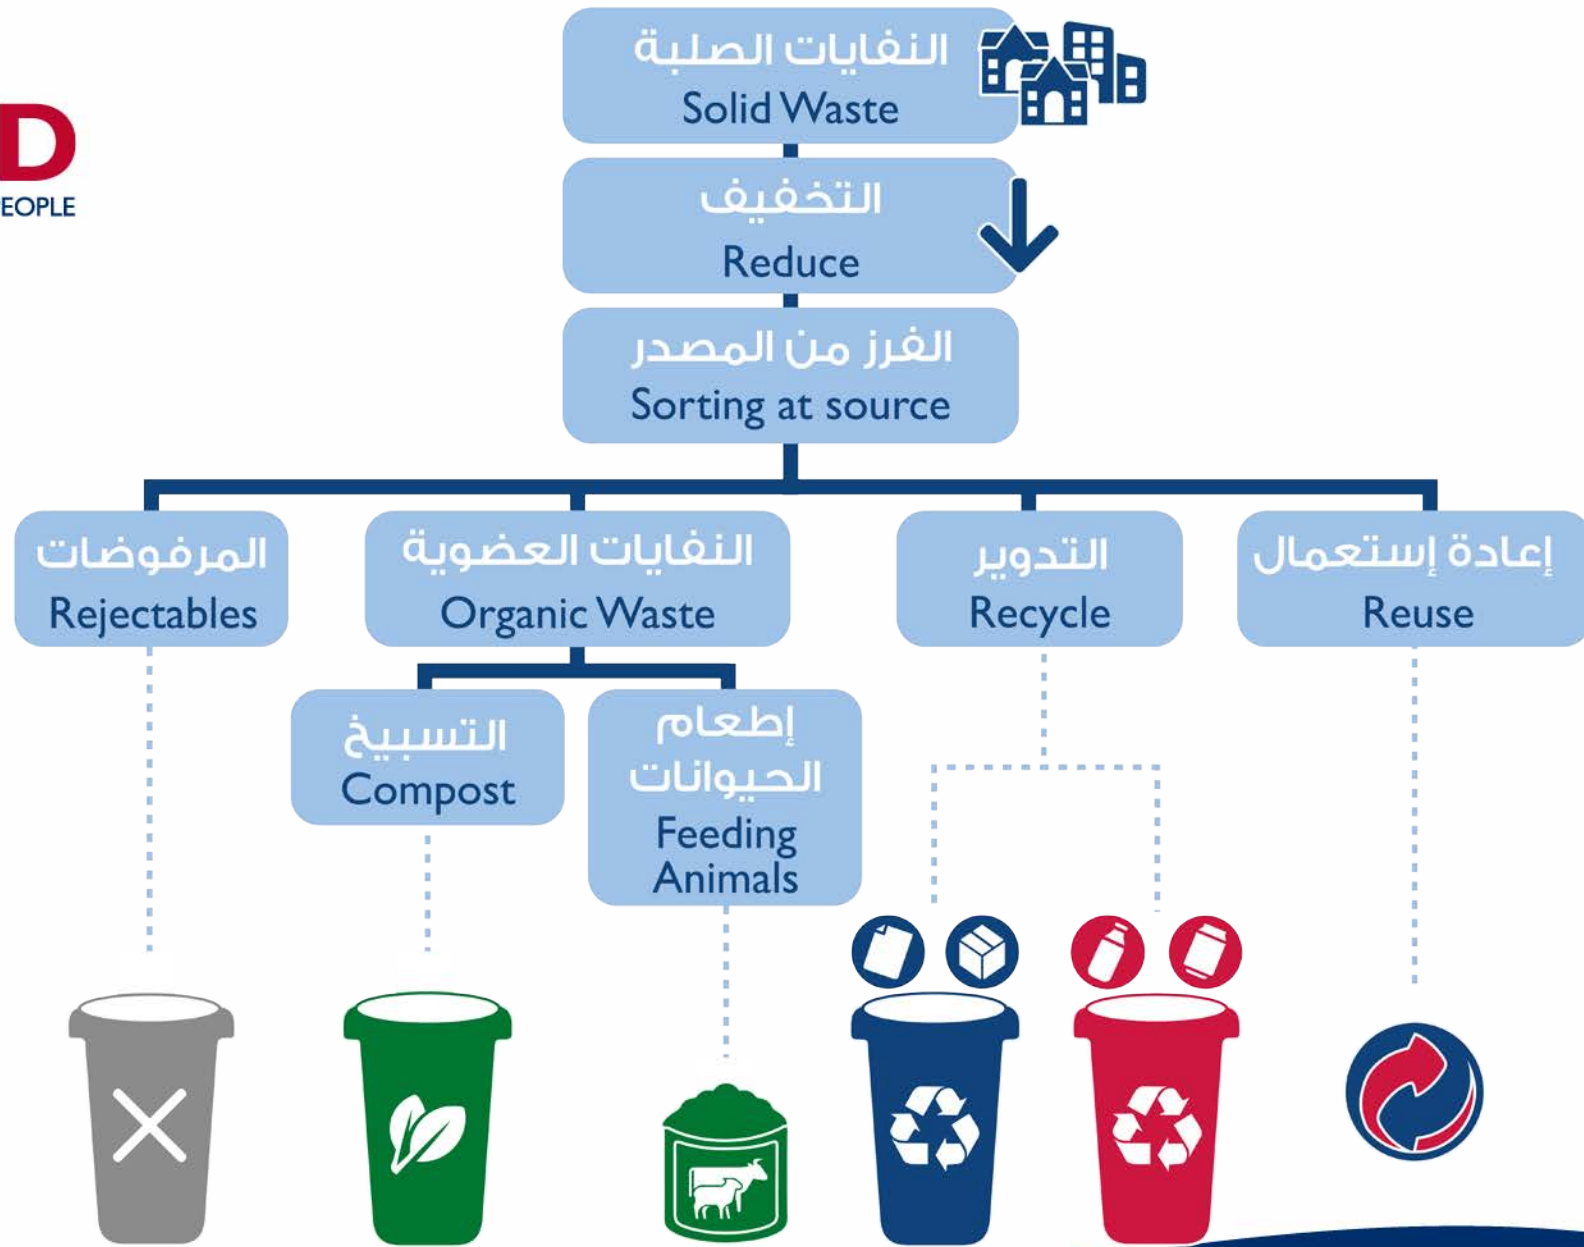 النفايات الصلبة
Solid Waste
D
EOPLE
التخفيف
Reduce
الفرز من المصدر
Sorting at source
المرفوضات
Rejectables
النفايات العضوية
Organic Waste
التدوير
Recycle
إعادة إستعمال
Reuse
التسبيخ
Compost
إطعام
الحيوانات
Feeding
Animals